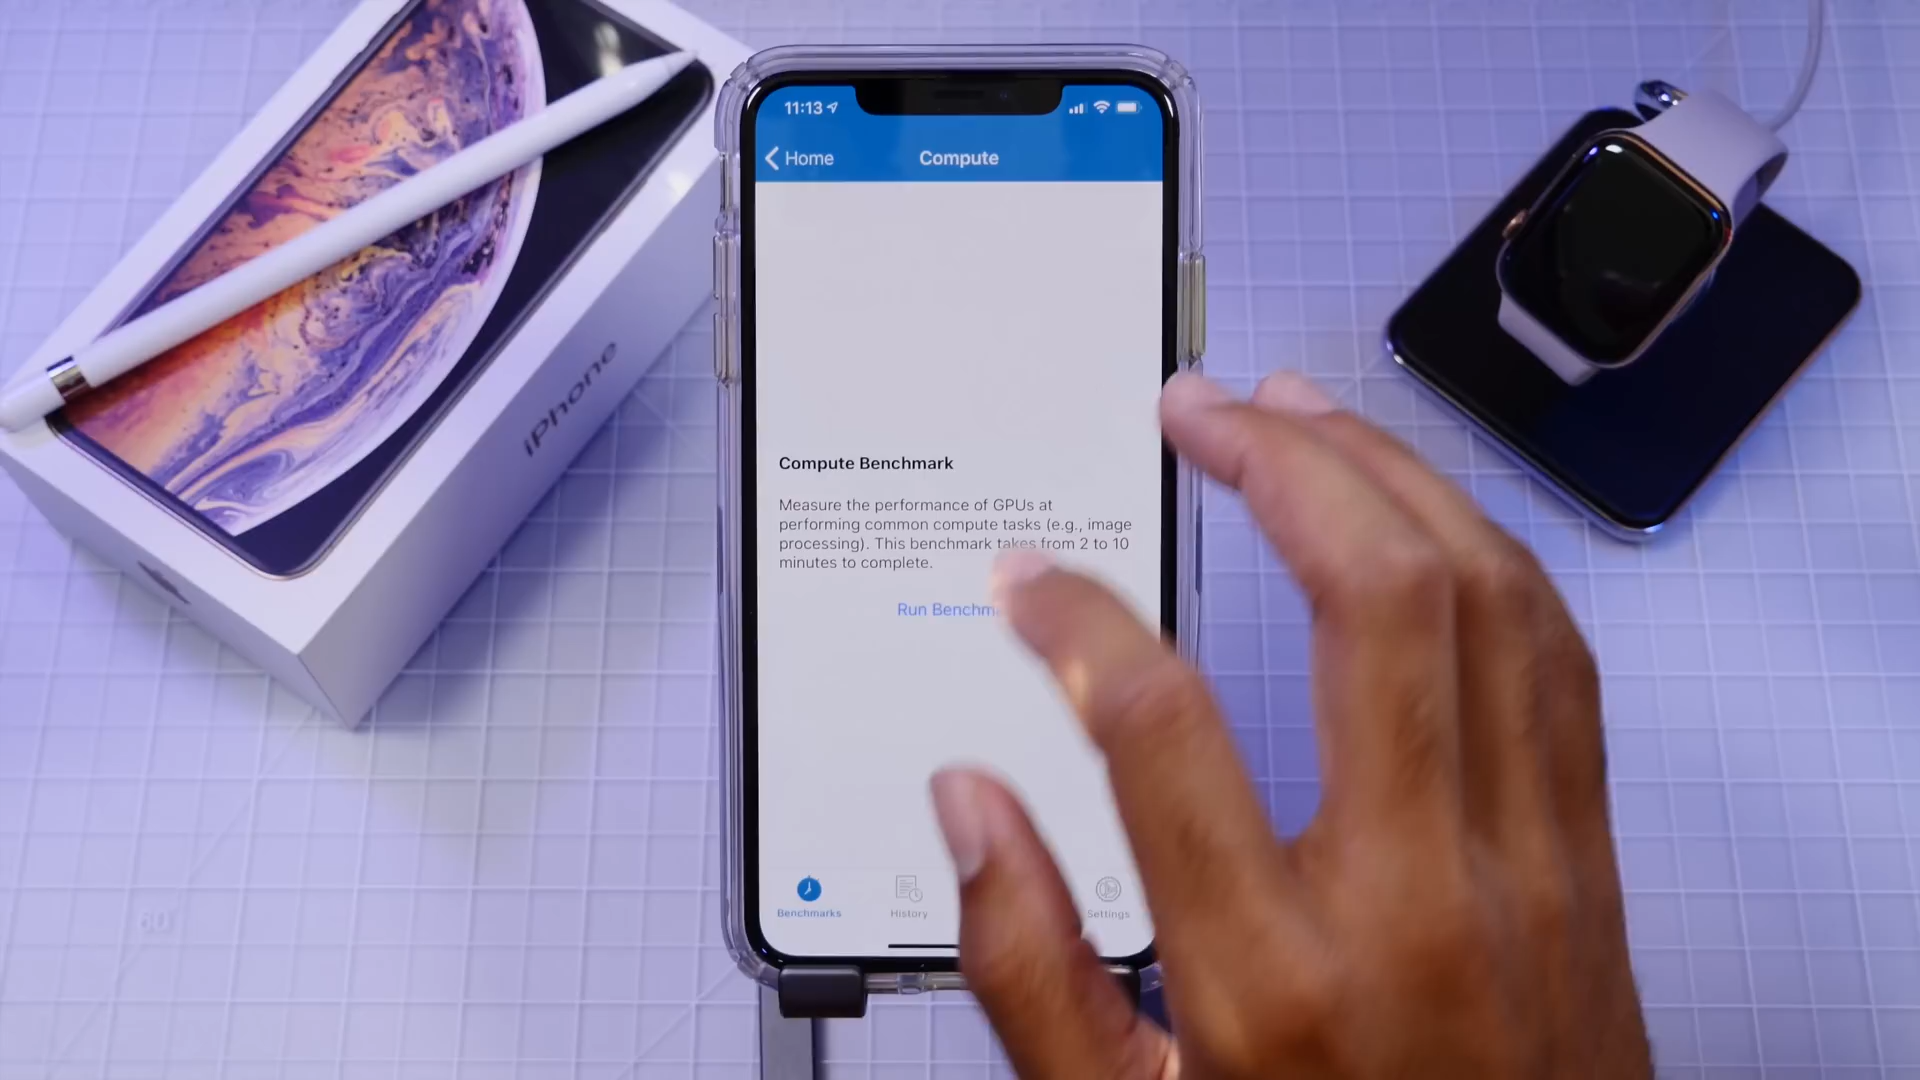 11:13
Home
Compute
iPhone
Compute Benchmark
Measure the performance of GPUs at
performing common compute tasks (e.g., image
processing). This benchmark takes from 2 to 10
minutes to complete.
Run Benchm
Benchmarks
History
Settings
60